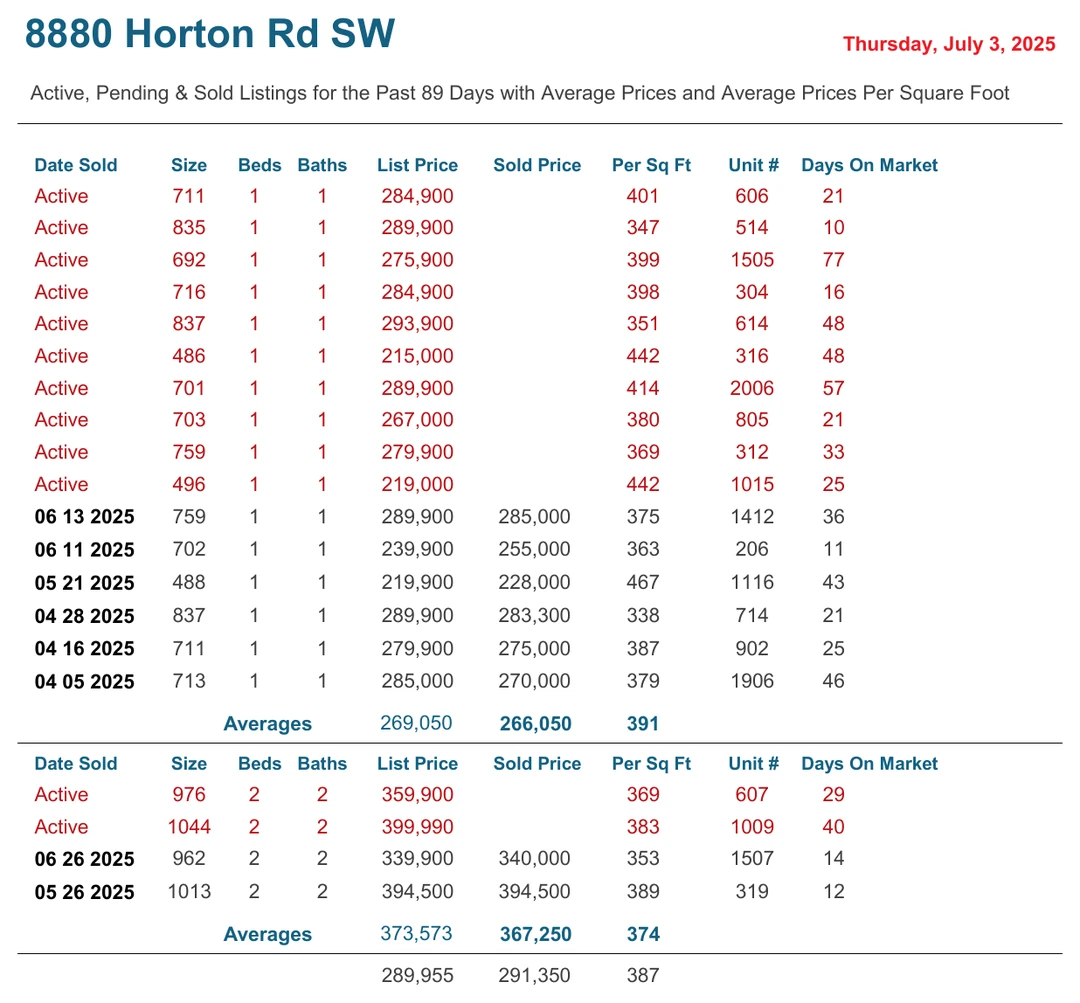 8880 Horton Rd SW
Thursday, July 3, 2025
Active, Pending & Sold Listings for the Past 89 Days with Average Prices and Average Prices Per Square Foot
Date Sold Size Beds Baths List Price Sold Price Per Sq Ft Unit # Days On Market
Active 711 1 1 284,900 401 606 21
Active 835 1 1 289,900 347 514 10
Active 692 1 1 275,900 399 1505 77
Active 716 1 1 284,900 398 304 16
Active 837 1 1 293,900 351 614 48
Active 486 1 1 215,000 442 316 48
Active 701 1 1 289,900 414 2006 57
Active 703 1 1 267,000 380 805 21
Active 759 1 1 279,900 369 312 33
Active 496 1 1 219,000 442 1015 25
06 13 2025 759 1 1 289,900 285,000 375 1412 36
06 11 2025 702 1 1 239,900 255,000 363 206 11
05 21 2025 488 1 1 219,900 228,000 467 1116 43
04 28 2025 837 1 1 289,900 283,300 338 714 21
04 16 2025 711 1 1 279,900 275,000 387 902 25
04 05 2025 713 1 1 285,000 270,000 379 1906 46
Averages 269,050 266,050 391
Date Sold Size Beds Baths List Price Sold Price Per Sq Ft Unit # Days On Market
Active 976 2 2 359,900 369 607 29
Active 1044 2 2 399,990 383 1009 40
06 26 2025 962 2 2 339,900 340,000 353 1507 14
05 26 2025 1013 2 2 394,500 394,500 389 319 12
Averages 373,573 367,250 374
289,955 291,350 387